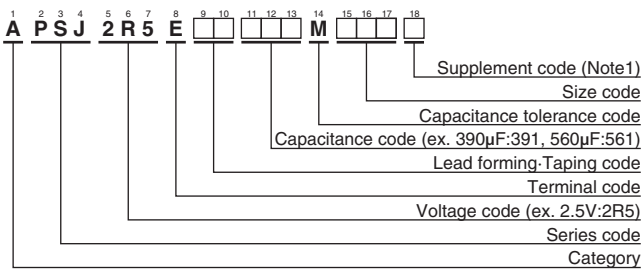 1 2 3 4 5 6 7 8 9 10 11 12 13 14 15 16 17 18
A PSJ 2R5 E □□ □□□ M □□□ □
Supplement code (Note1)
Size code
Capacitance tolerance code
Capacitance code (ex. 390µF:391, 560µF:561)
Lead forming·Taping code
Terminal code
Voltage code (ex. 2.5V:2R5)
Series code
Category